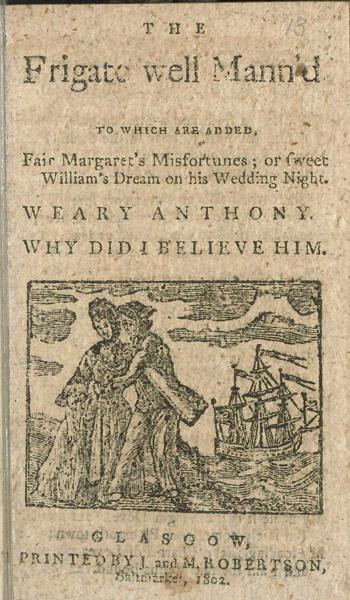 THE
13
Frigate well Mann'd
TO WHICH ARE ADDED,
Fair Margaret's Misfortunes; or ſweet
William's Dream on his Wedding Night.
WEARY ANTHONY.
WHY DID I BELIEVE HIM.
GLASGOW,
PRINTED BY J. and M. ROBERTSON,
Saltmarket, 1802.